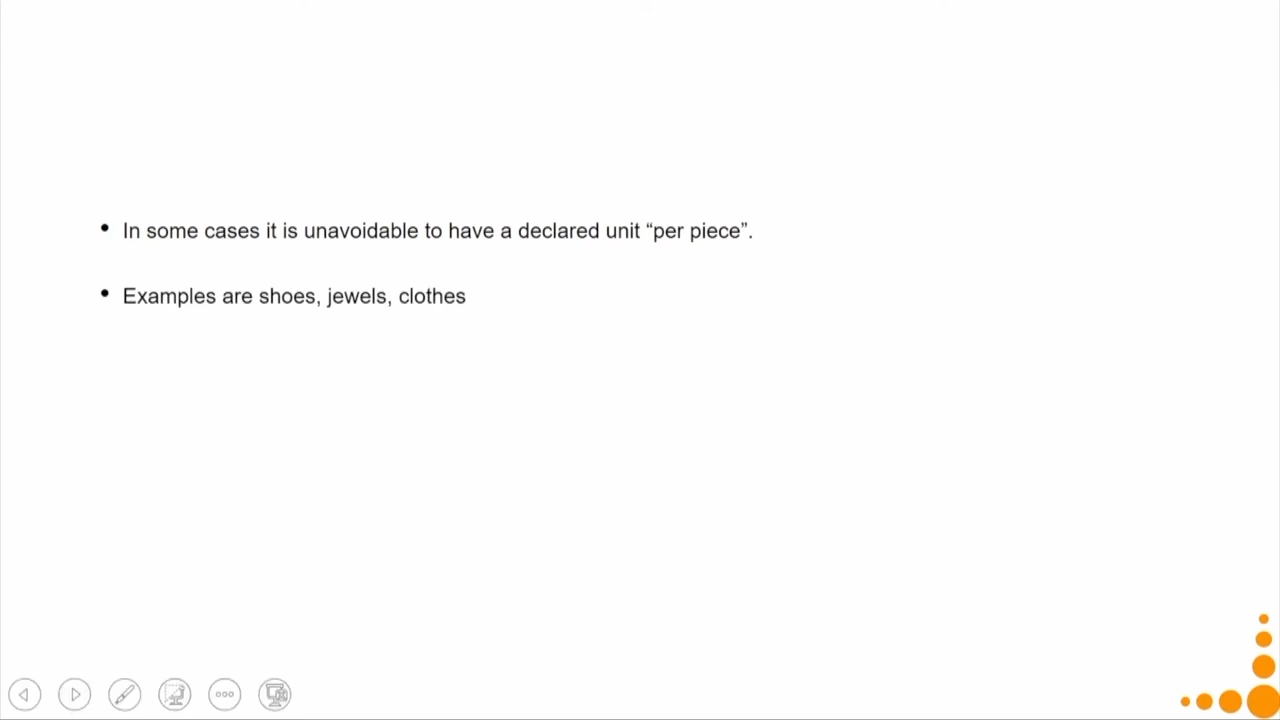 • In some cases it is unavoidable to have a declared unit “per piece”.
• Examples are shoes, jewels, clothes